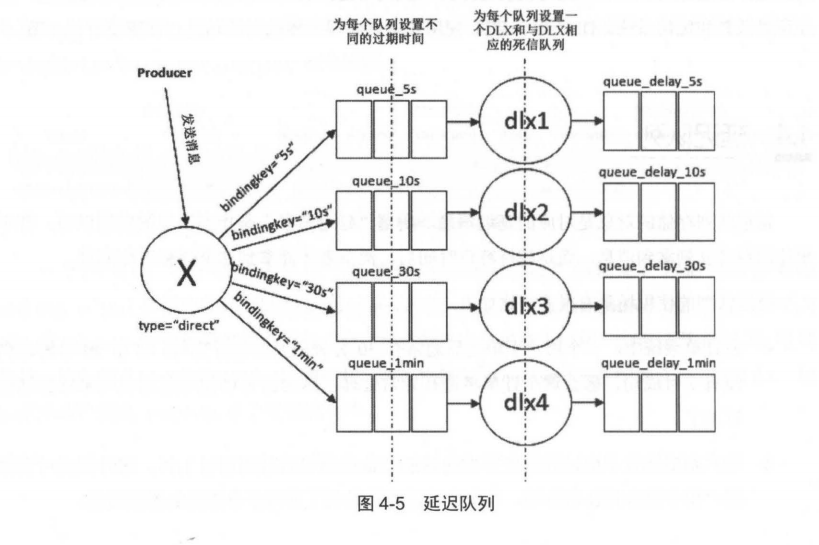 为每个队列设置不
同的过期时间
为每个队列设置一
个DLX和与DLX相
应的死信队列
Producer
发送消息
X
type=“direct”
bindingkey=“5s”
bindingkey=“10s”
bindingkey=“30s”
bindingkey=“1min”
queue_5s
dlx1
queue_delay_5s
queue_10s
dlx2
queue_delay_10s
queue_30s
dlx3
queue_delay_30s
queue_1min
dlx4
queue_delay_1min
图 4-5 延迟队列